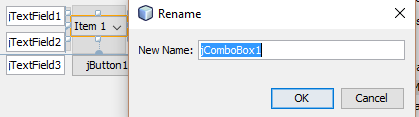 jTextField1
Item 1
jTextField2
jTextField3
jButton1
Rename
New Name:
jComboBox1
OK
Cancel